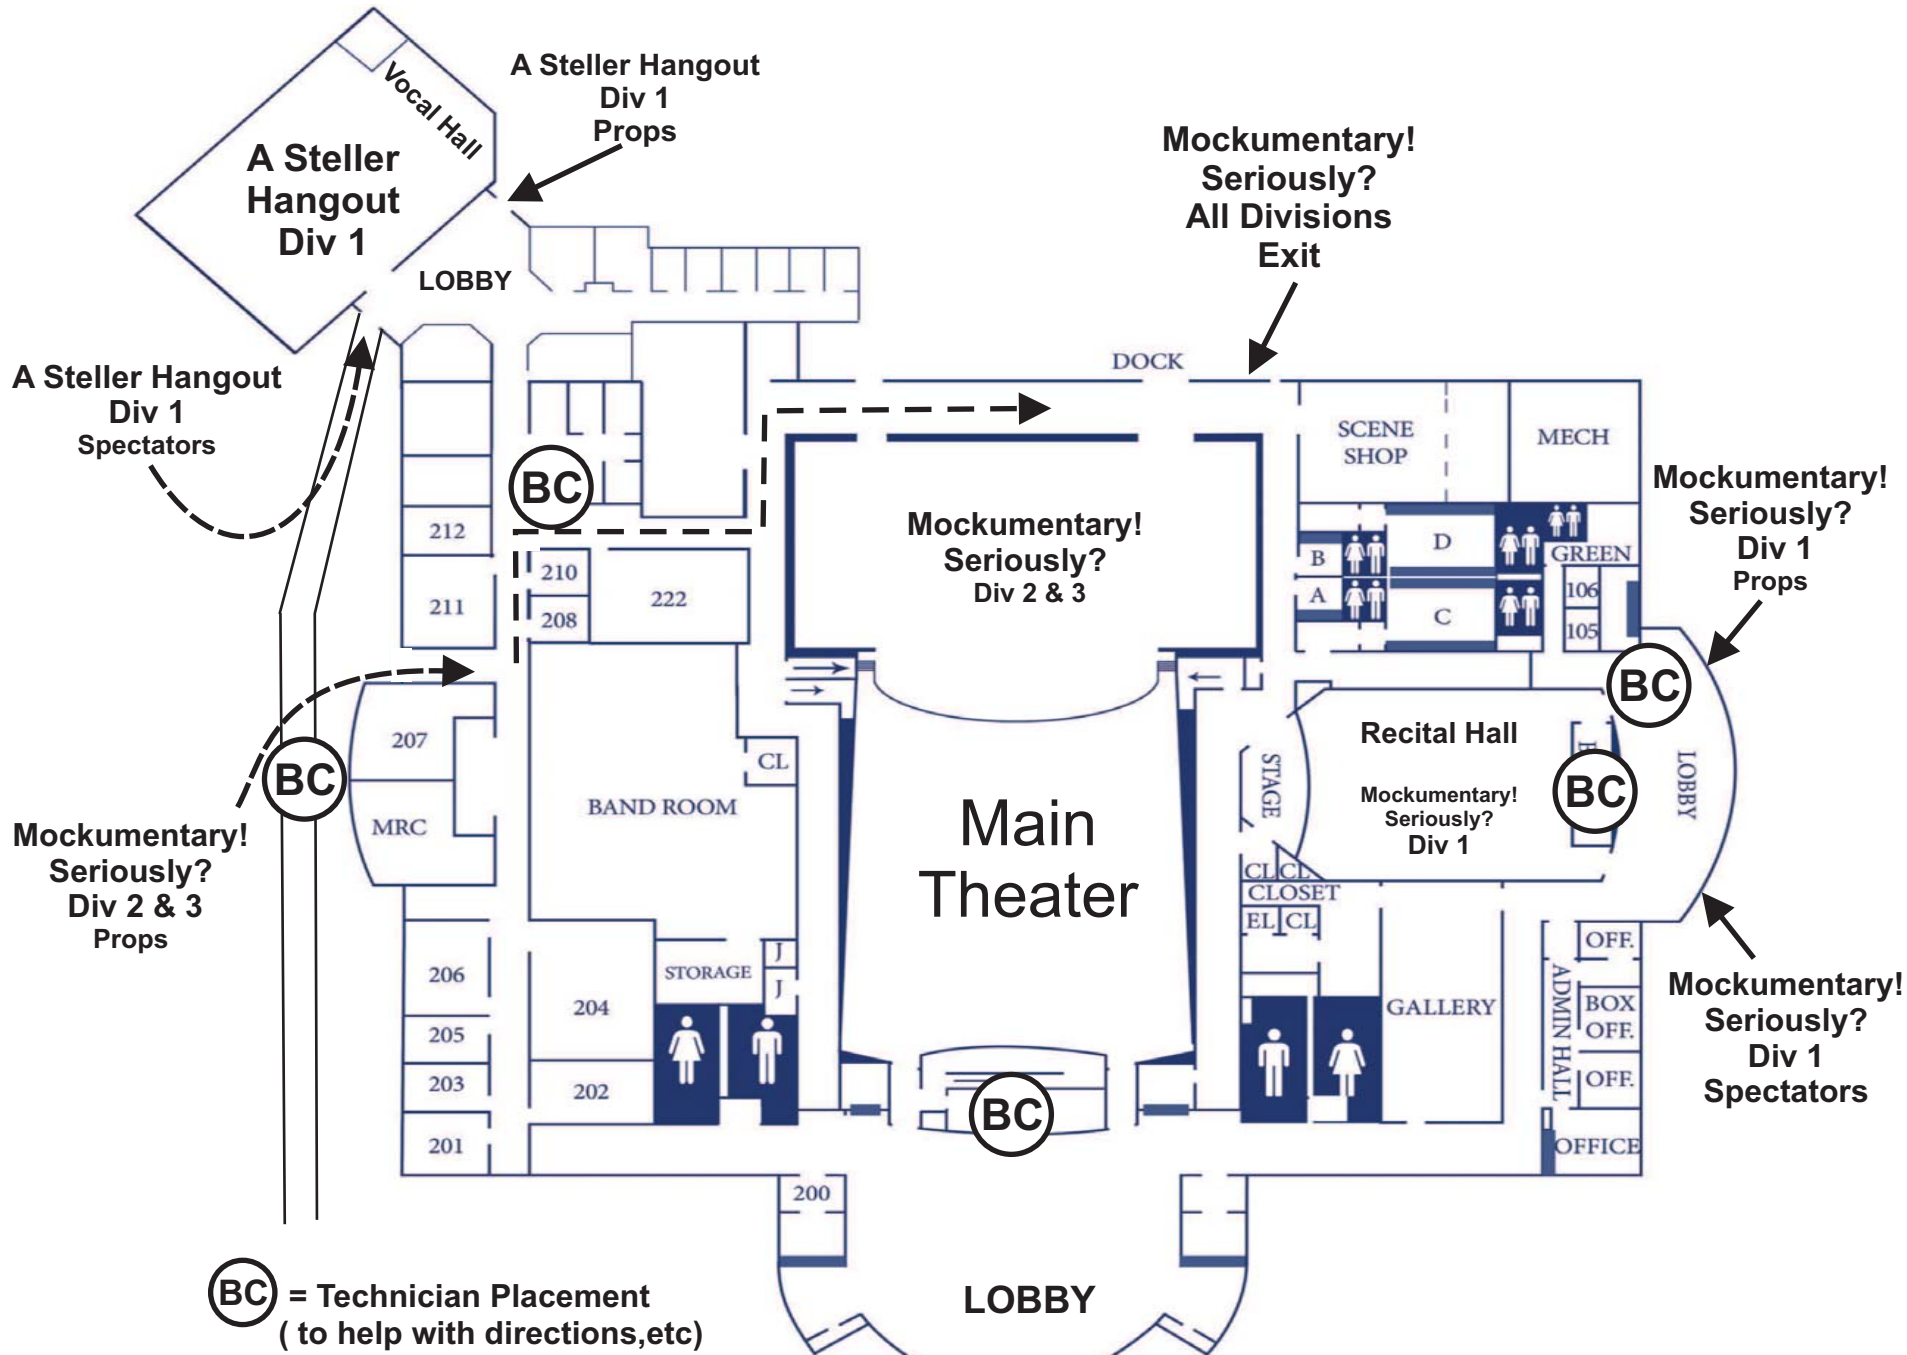 A Steller Hangout
Div 1
Props
Vocal Hall
A Steller
Hangout
Div 1
LOBBY
Mockumentary!
Seriously?
All Divisions
Exit
DOCK
A Steller Hangout
Div 1
Spectators
BC
SCENE
SHOP
MECH
Mockumentary!
Seriously?
Div 1
Props
212
210
211
208
222
Mockumentary!
Seriously?
Div 2 & 3
B
A
D
C
GREEN
106
105
BC
207
MRC
BC
Mockumentary!
Seriously?
Div 2 & 3
Props
BAND ROOM
CL
Main
Theater
STAGE
Recital Hall
Mockumentary!
Seriously?
Div 1
BC
LOBBY
CL
CL
CLOSET
EL
CL
206
205
203
201
204
202
STORAGE
J
J
GALLERY
ADMIN HALL
OFF.
BOX
OFF.
OFF.
OFFICE
Mockumentary!
Seriously?
Div 1
Spectators
BC
200
LOBBY
BC = Technician Placement
( to help with directions,etc)